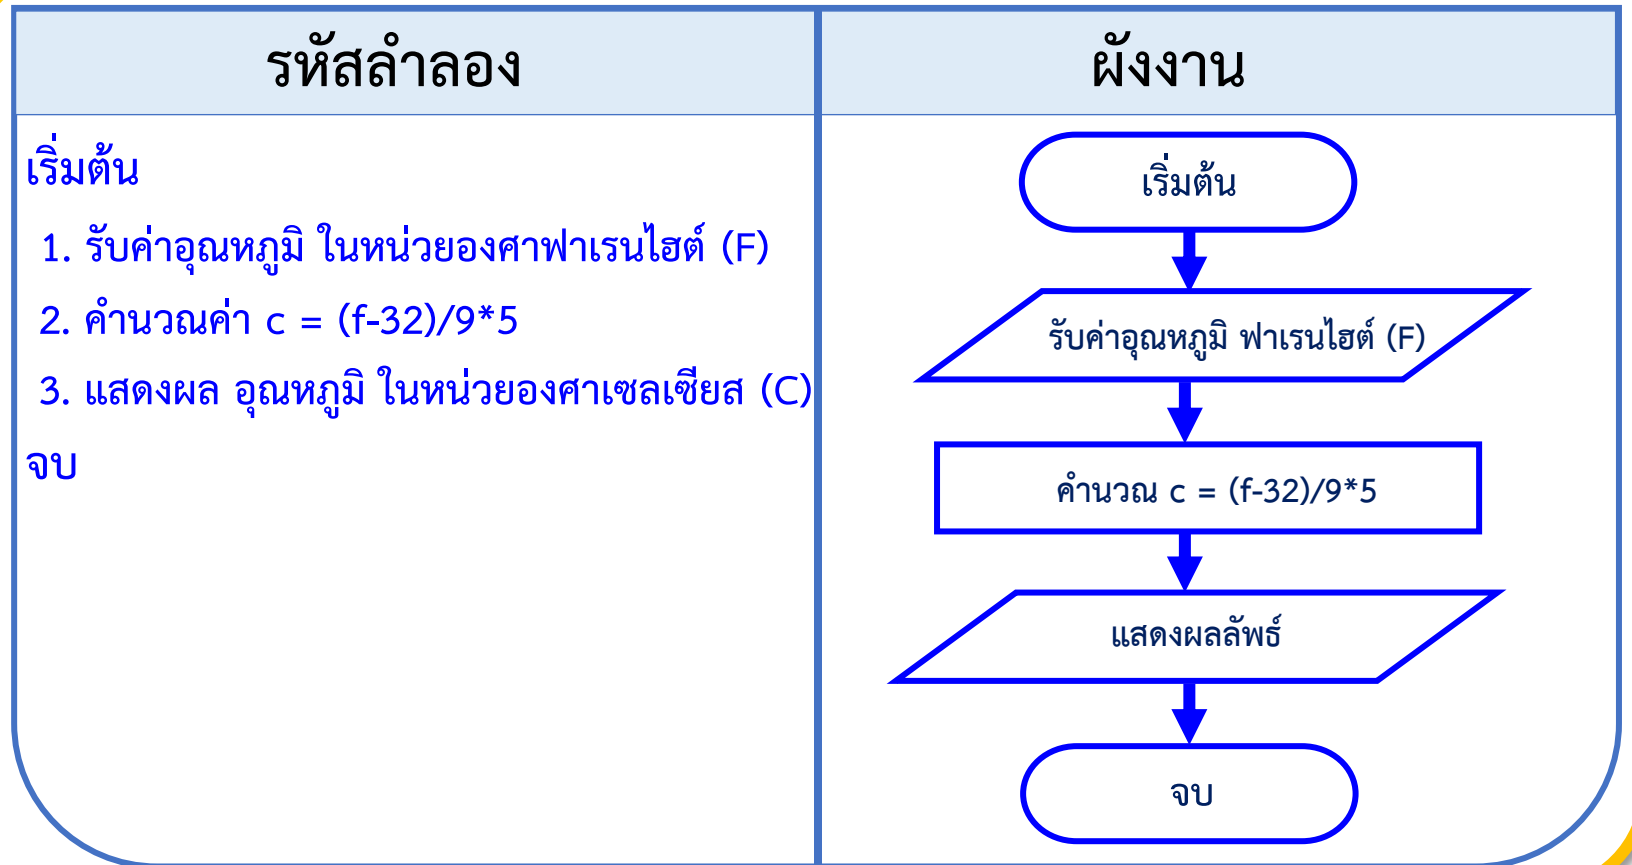 รหัสลำลอง
เริ่มต้น
1. รับค่าอุณหภูมิ ในหน่วยองศาฟาเรนไฮต์ (F)
2. คำนวณค่า c = (f-32)/9*5
3. แสดงผล อุณหภูมิ ในหน่วยองศาเซลเซียส (C)
จบ
ผังงาน
เริ่มต้น
รับค่าอุณหภูมิ ฟาเรนไฮต์ (F)
คำนวณ c = (f-32)/9*5
แสดงผลลัพธ์
จบ